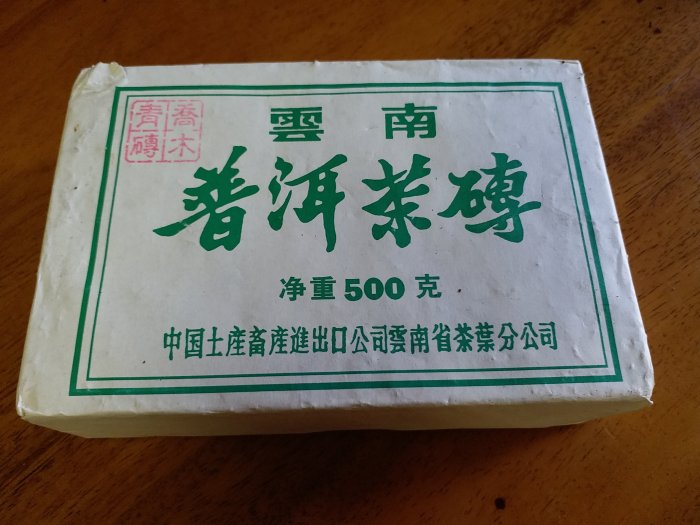 喬木
青磚
雲南
普洱茶磚
净重500克
中国土産畜産進出口公司雲南省茶葉分公司